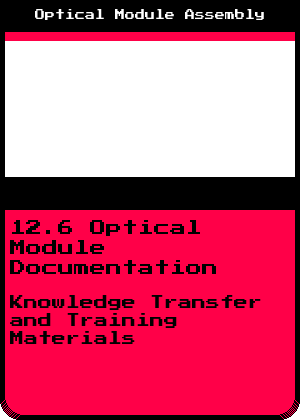 Optical Module Assembly
12.6 Optical
Module
Documentation
Knowledge Transfer
and Training
Materials